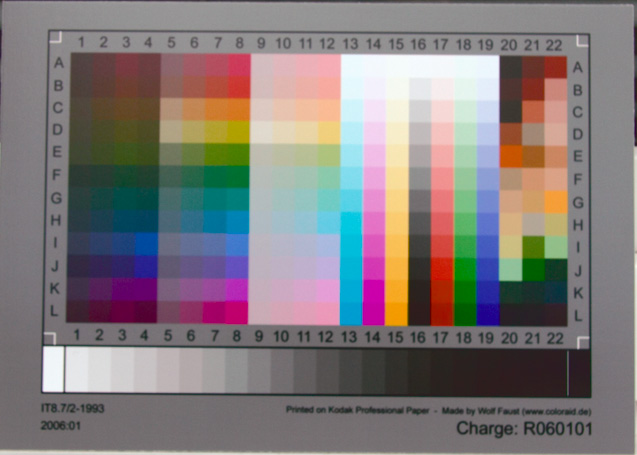 1 2 3 4 5 6 7 8 9 10 11 12 13 14 15 16 17 18 19 20 21 22
A A
B B
C C
D D
E E
F F
G G
H H
I I
J J
K K
L L
1 2 3 4 5 6 7 8 9 10 11 12 13 14 15 16 17 18 19 20 21 22
IT8.7/2-1993 Printed on Kodak Professional Paper - Made by Wolf Faust (www.coloraid.de)
2006:01 Charge: R060101